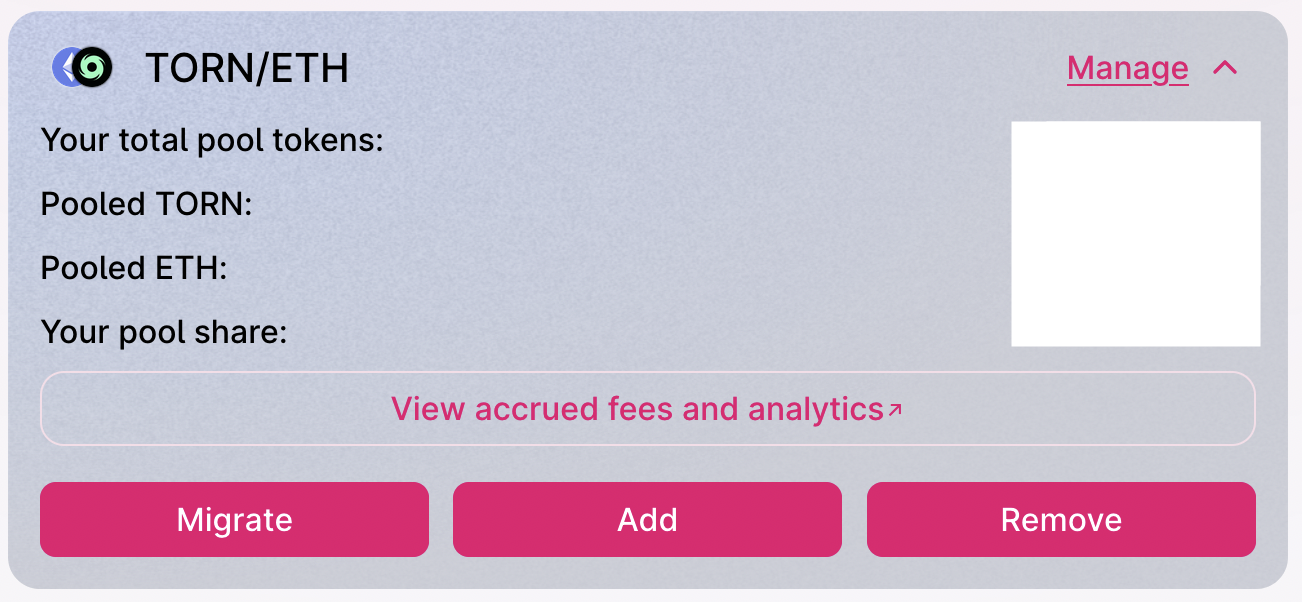 TORN/ETH
Manage
Your total pool tokens:
Pooled TORN:
Pooled ETH:
Your pool share:
View accrued fees and analytics↗
Migrate
Add
Remove